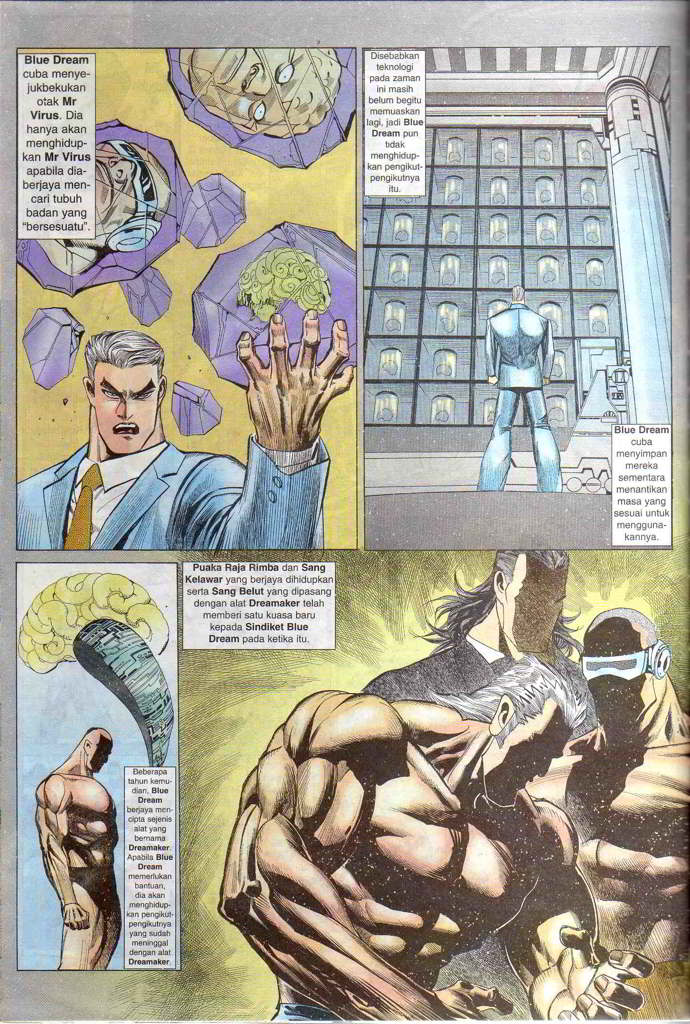 Blue Dream
cuba menye-
jukbekukan
otak Mr
Virus. Dia
hanya akan
menghidup-
kan Mr Virus
apabila dia-
berjaya men-
cari tubuh
badan yang
"bersesuatu".
Disebabkan
teknologi
pada zaman
ini masih
belum begitu
memuaskan
lagi, jadi Blue
Dream pun
tidak
menghidup-
kan pengikut-
pengikutnya
itu.
Blue Dream
cuba
menyimpan
mereka
sementara
menantikan
masa yang
sesuai untuk
mengguna-
kannya.
Puaka Raja Rimba dan Sang
Kelawar yang berjaya dihidupkan
serta Sang Belut yang dipasang
dengan alat Dreamaker telah
memberi satu kuasa baru
kepada Sindiket Blue
Dream pada ketika itu.
Beberapa
tahun kemu-
dian, Blue
Dream
berjaya men-
cipta sejenis
alat yang
bernama
Dreamaker.
Apabila Blue
Dream
memerlukan
bantuan,
dia akan
menghidup-
kan pengikut-
pengikutnya
yang sudah
meninggal
dengan alat
Dreamaker.